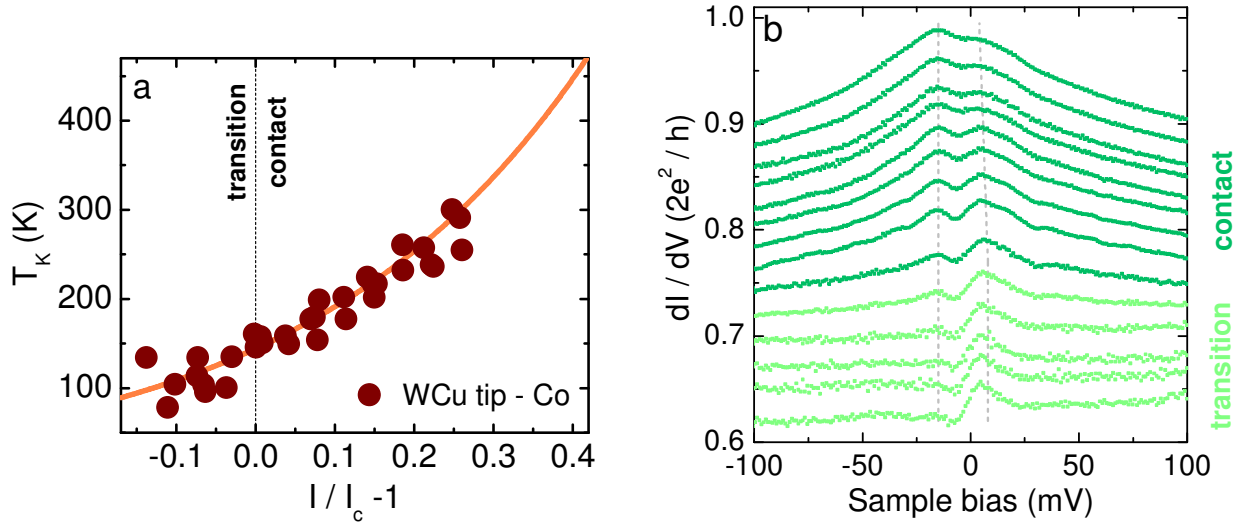 a
transition
contact
T_K (K)
400
300
200
100
-0.1 0.0 0.1 0.2 0.3 0.4
I / I_c -1
WCu tip - Co
b
dI / dV (2e² / h)
1.0
0.9
0.8
0.7
0.6
-100 -50 0 50 100
Sample bias (mV)
contact
transition